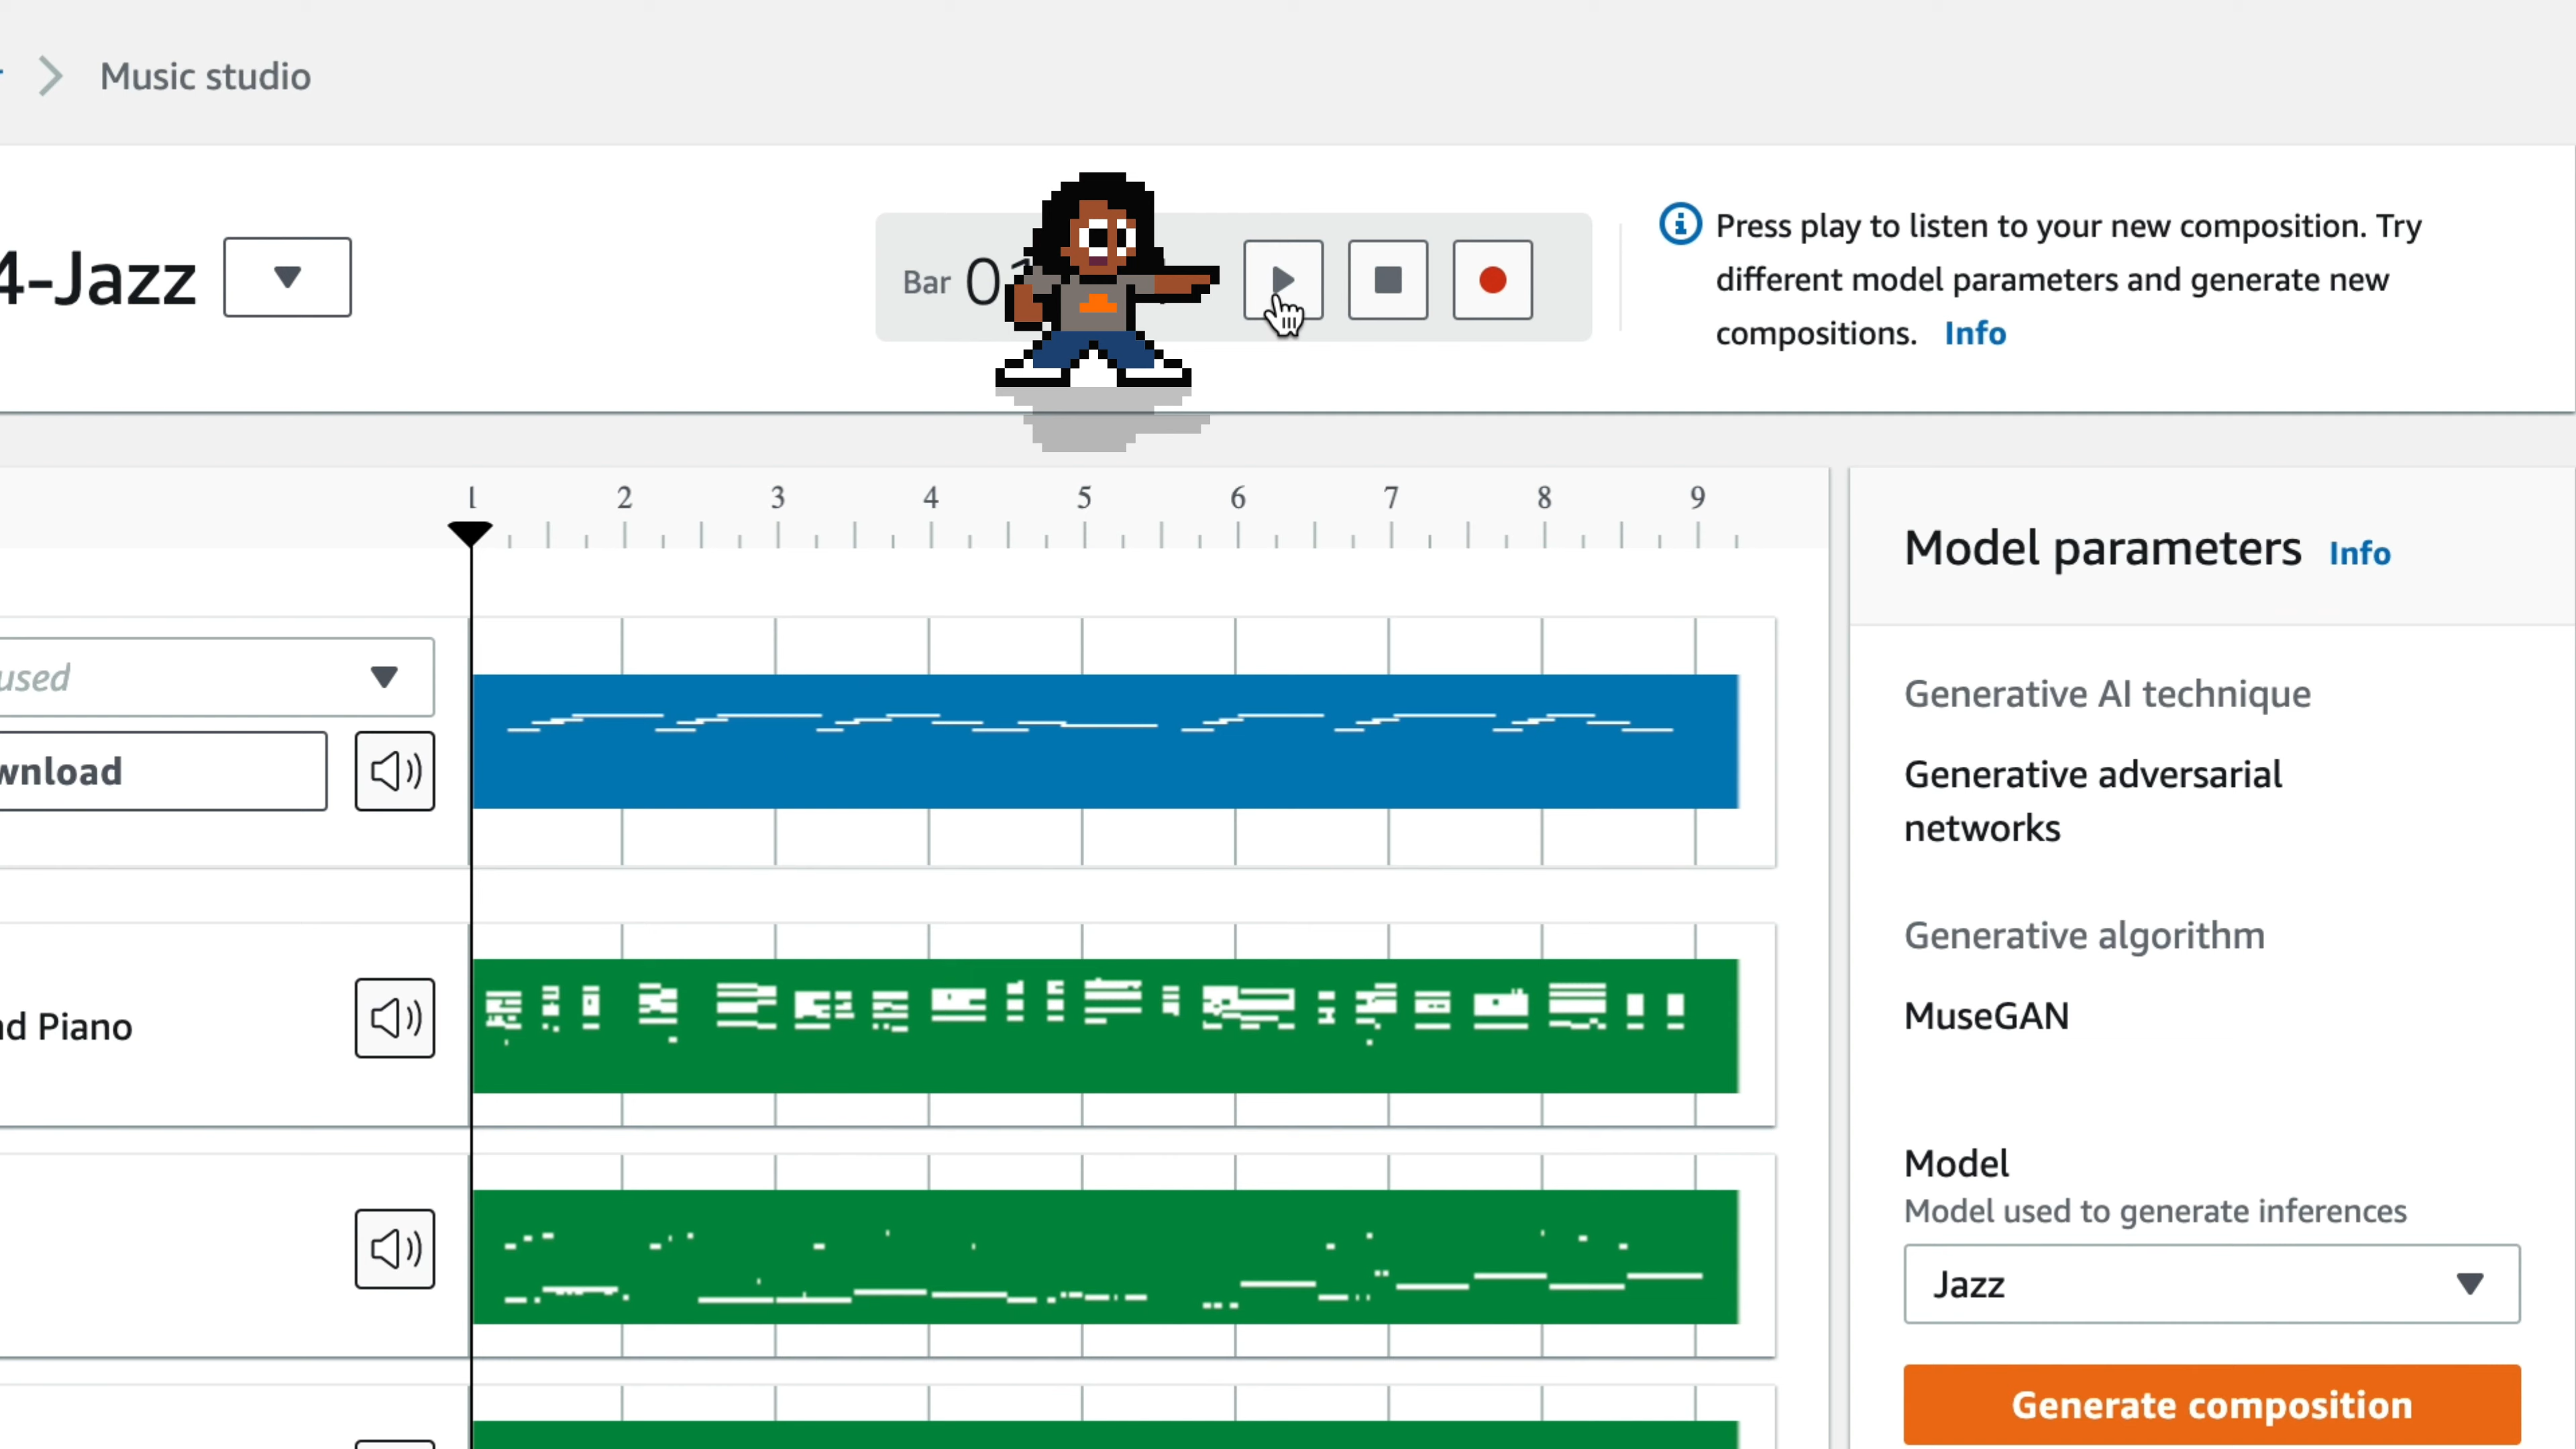 Music studio
4-Jazz
Bar 01
Press play to listen to your new composition. Try
different model parameters and generate new
compositions. Info
1 2 3 4 5 6 7 8 9
Model parameters Info
used
Generative AI technique
wnload
Generative adversarial
networks
Generative algorithm
nd Piano
MuseGAN
Model
Model used to generate inferences
Jazz
Generate composition